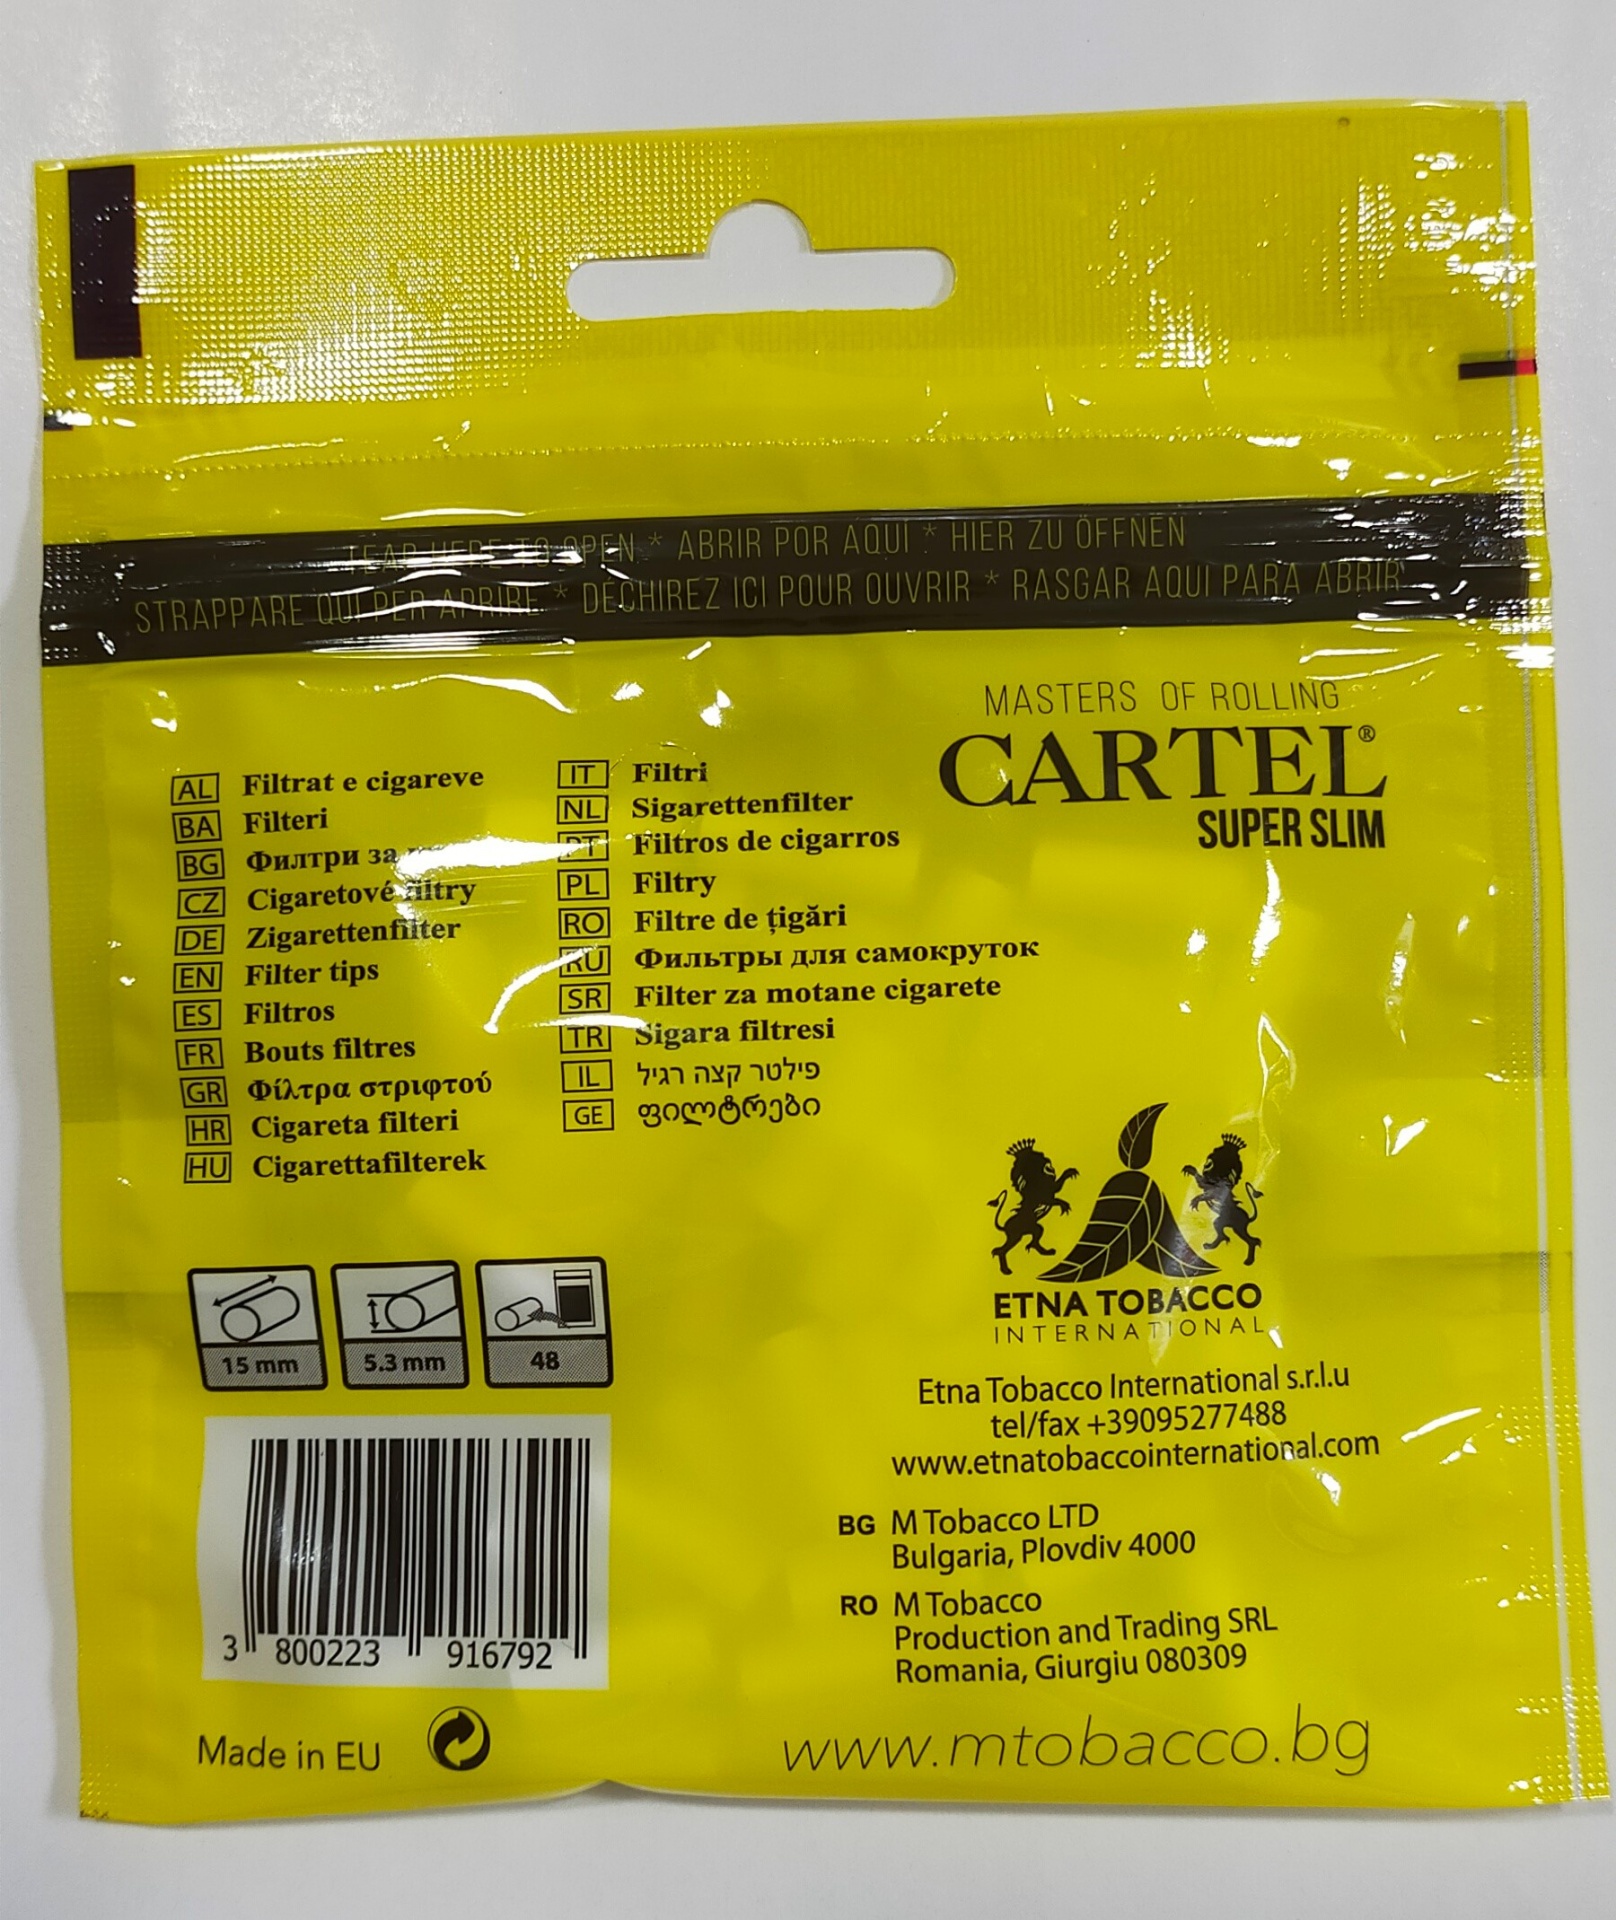 TEAR HERE TO OPEN * ABRIR POR AQUI * HIER ZU ÖFFNEN
STRAPPARE QUI PER APRIRE * DÉCHIREZ ICI POUR OUVRIR * RASGAR AQUI PARA ABRIR
MASTERS OF ROLLING
CARTEL®
SUPER SLIM
AL Filtrat e cigareve
BA Filteri
BG Филтри за
CZ Cigaretové filtry
DE Zigarettenfilter
EN Filter tips
ES Filtros
FR Bouts filtres
GR Φίλτρα στριφτού
HR Cigareta filteri
HU Cigarettafilterek
IT Filtri
NL Sigarettenfilter
PT Filtros de cigarros
PL Filtry
RO Filtre de țigări
RU Фильтры для самокруток
SR Filter za motane cigarete
TR Sigara filtresi
IL פילטר קצה רגיל
GE ფილტრები
15 mm
5.3 mm
48
ETNA TOBACCO
INTERNATIONAL
Etna Tobacco International s.r.l.u
tel/fax +39095277488
www.etnatobaccointernational.com
BG M Tobacco LTD
Bulgaria, Plovdiv 4000
RO M Tobacco
Production and Trading SRL
Romania, Giurgiu 080309
3 800223 916792
Made in EU
www.mtobacco.bg